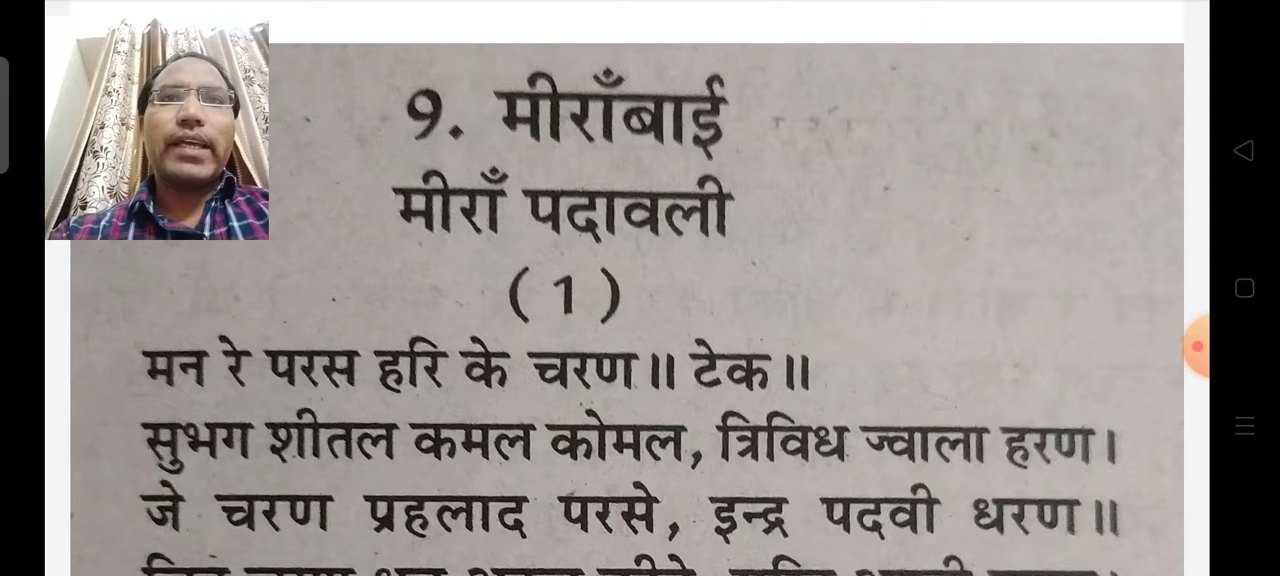 9. मीराँबाई
मीराँ पदावली
( 1 )
मन रे परस हरि के चरण॥ टेक॥
सुभग शीतल कमल कोमल, त्रिविध ज्वाला हरण।
जे चरण प्रहलाद परसे, इन्द्र पदवी धरण॥